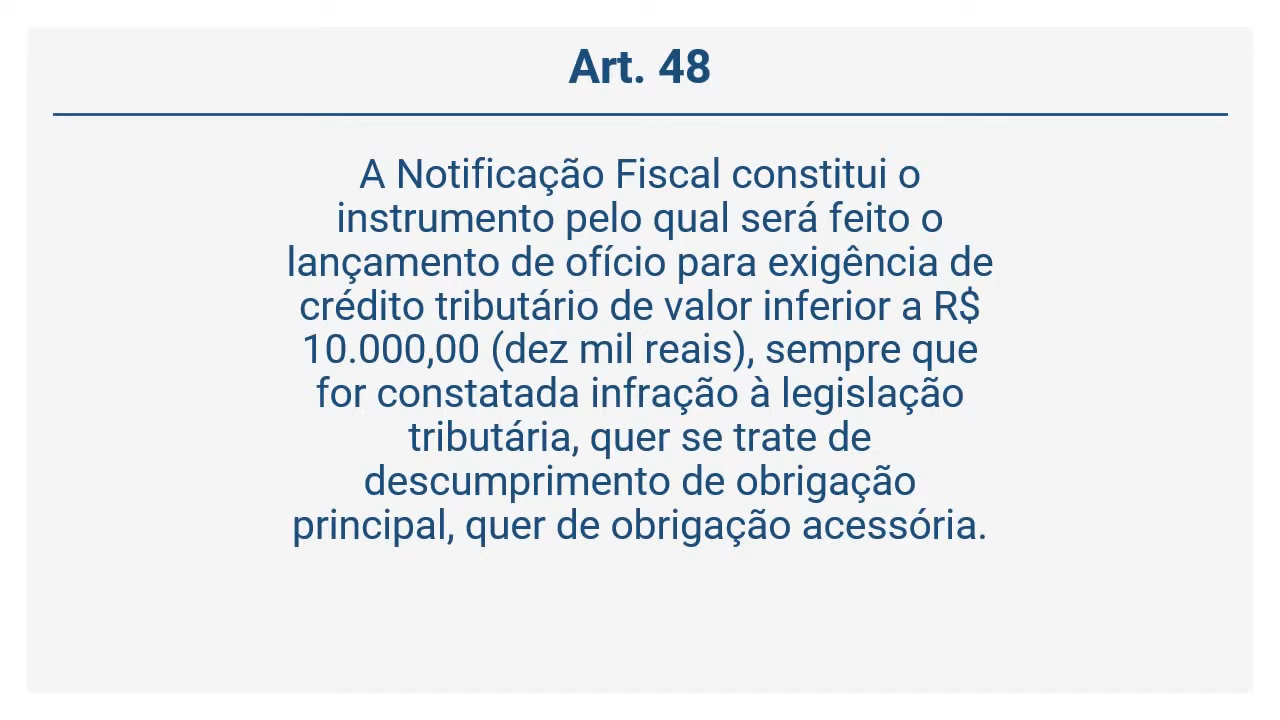 Art. 48
A Notificação Fiscal constitui o
instrumento pelo qual será feito o
lançamento de ofício para exigência de
crédito tributário de valor inferior a R$
10.000,00 (dez mil reais), sempre que
for constatada infração à legislação
tributária, quer se trate de
descumprimento de obrigação
principal, quer de obrigação acessória.